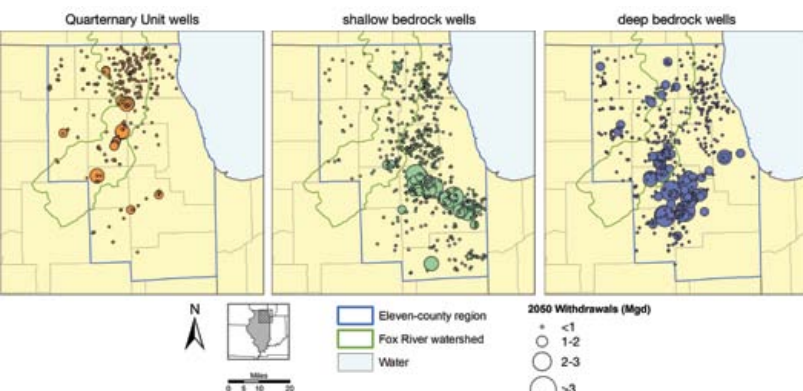 Quarternary Unit wells
shallow bedrock wells
deep bedrock wells
N
Eleven-county region
Fox River watershed
Water
Miles
0 5 10 20
2050 Withdrawals (Mgd)
<1
1-2
2-3
>3